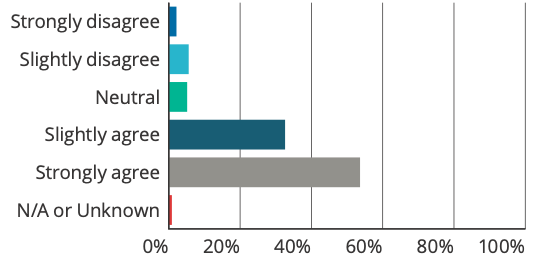 Strongly disagree
Slightly disagree
Neutral
Slightly agree
Strongly agree
N/A or Unknown
0% 20% 40% 60% 80% 100%